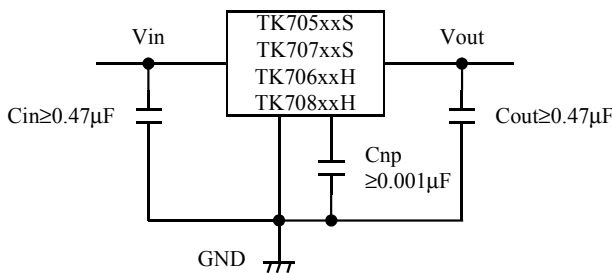 TK705xxS
Vin
Vout
TK707xxS
TK706xxH
TK708xxH
Cin≥0.47μF
Cout≥0.47μF
Cnp
≥0.001μF
GND